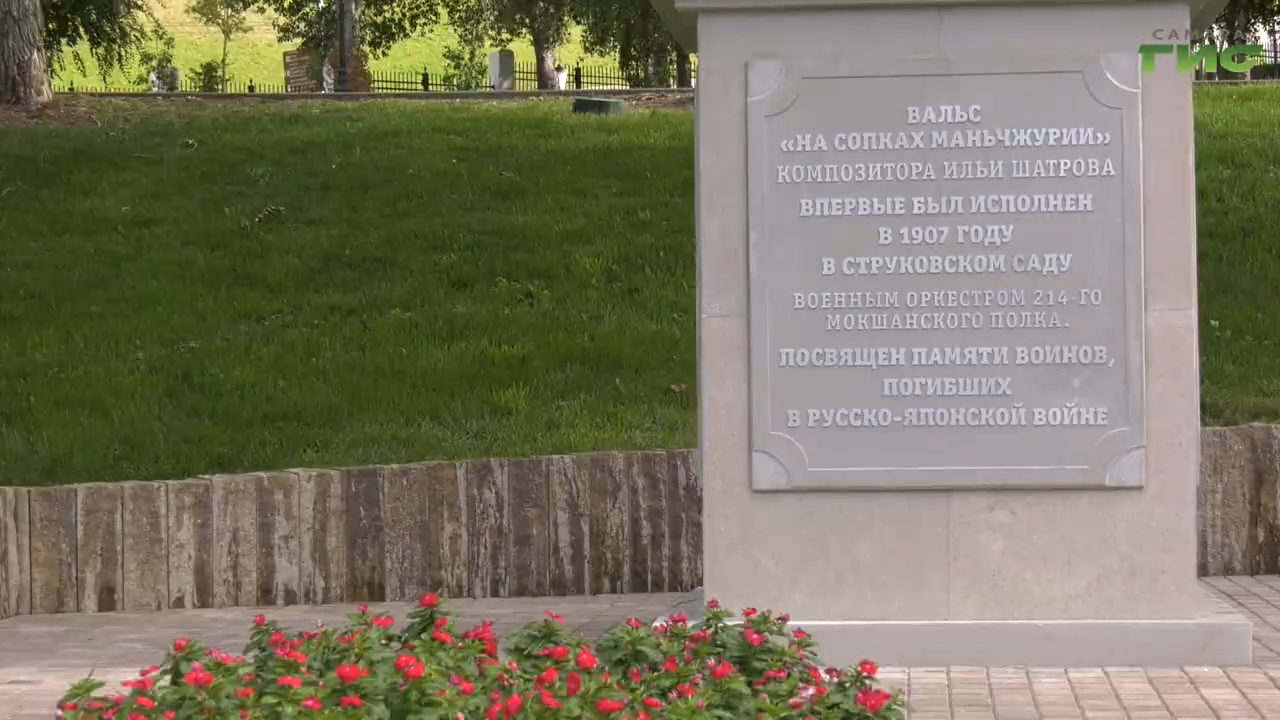 САМАРА
ГИС
ВАЛЬС
«НА СОПКАХ МАНЬЧЖУРИИ»
КОМПОЗИТОРА ИЛЬИ ШАТРОВА
ВПЕРВЫЕ БЫЛ ИСПОЛНЕН
В 1907 ГОДУ
В СТРУКОВСКОМ САДУ
ВОЕННЫМ ОРКЕСТРОМ 214-ГО
МОКШАНСКОГО ПОЛКА.
ПОСВЯЩЕН ПАМЯТИ ВОИНОВ,
ПОГИБШИХ
В РУССКО-ЯПОНСКОЙ ВОЙНЕ